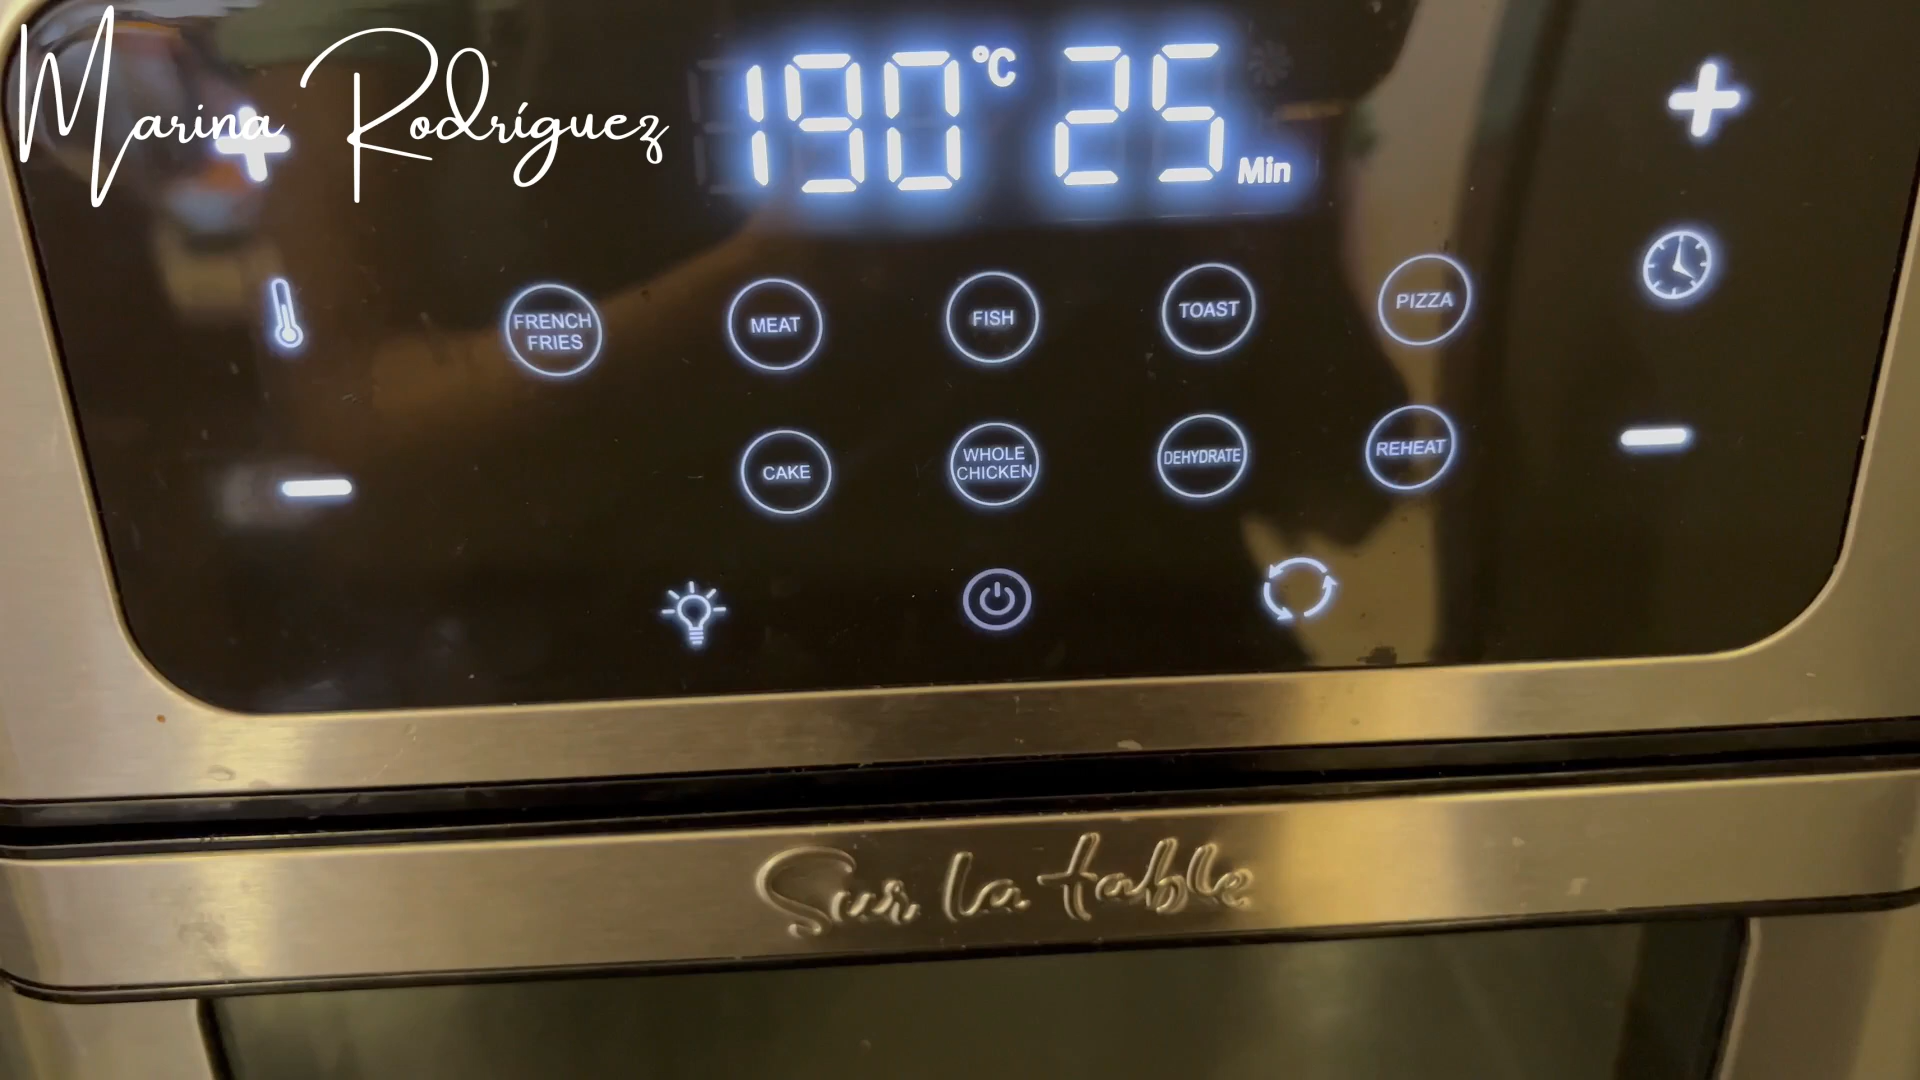 Marina Rodríguez
190°C 25 Min
FRENCH FRIES
MEAT
FISH
TOAST
PIZZA
CAKE
WHOLE CHICKEN
DEHYDRATE
REHEAT
Sur la table